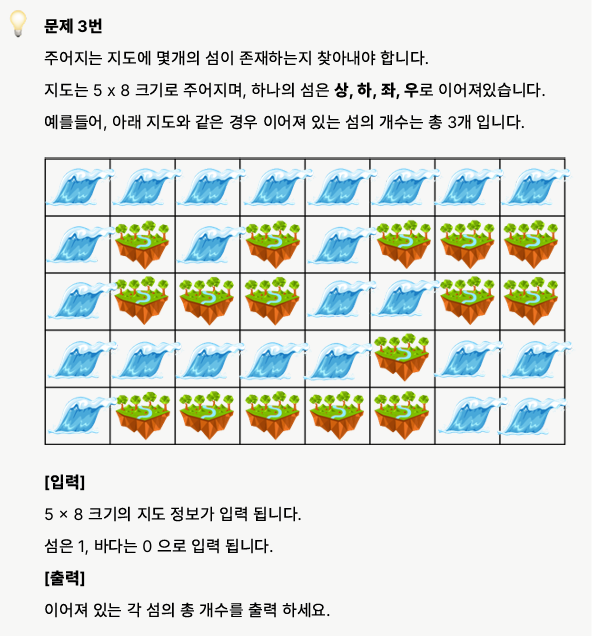 문제 3번
주어지는 지도에 몇개의 섬이 존재하는지 찾아내야 합니다.
지도는 5 x 8 크기로 주어지며, 하나의 섬은 상, 하, 좌, 우로 이어져있습니다.
예를들어, 아래 지도와 같은 경우 이어져 있는 섬의 개수는 총 3개 입니다.
[입력]
5 × 8 크기의 지도 정보가 입력 됩니다.
섬은 1, 바다는 0 으로 입력 됩니다.
[출력]
이어져 있는 각 섬의 총 개수를 출력 하세요.